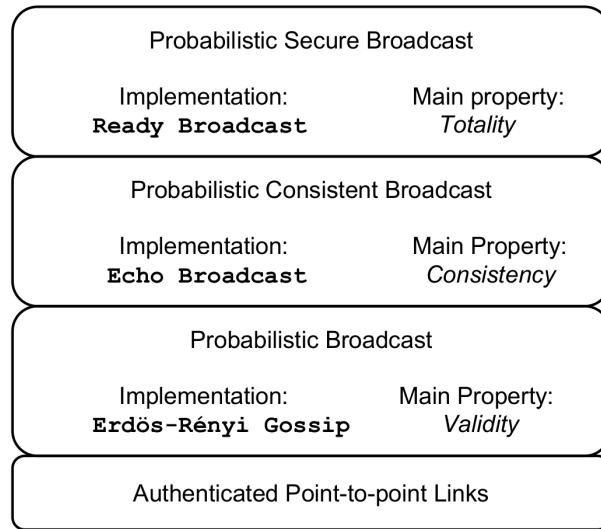 Probabilistic Secure Broadcast
Implementation: Main property:
Ready Broadcast Totality
Probabilistic Consistent Broadcast
Implementation: Main Property:
Echo Broadcast Consistency
Probabilistic Broadcast
Implementation: Main Property:
Erdös-Rényi Gossip Validity
Authenticated Point-to-point Links